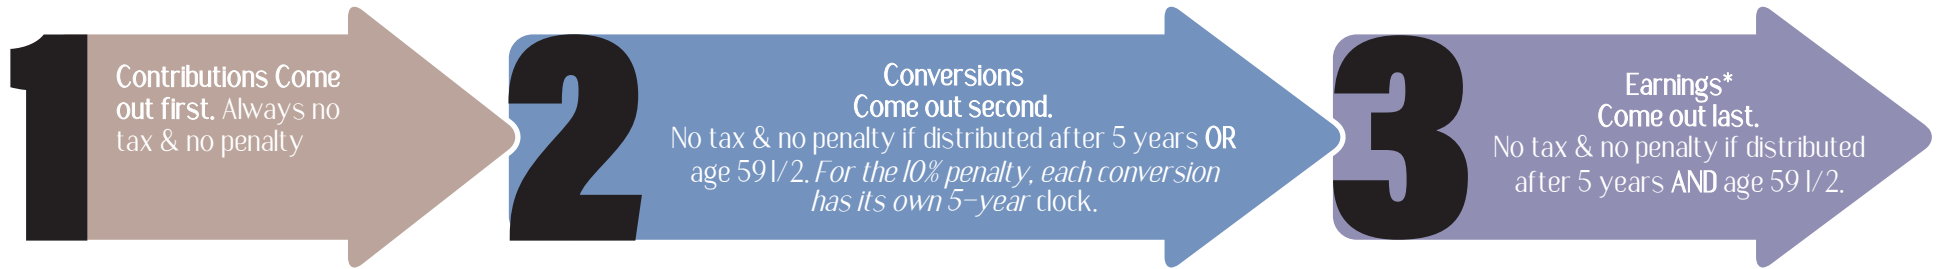 1
Contributions Come
out first. Always no
tax & no penalty
2
Conversions
Come out second.
No tax & no penalty if distributed after 5 years OR
age 59 1/2. For the 10% penalty, each conversion
has its own 5-year clock.
3
Earnings*
Come out last.
No tax & no penalty if distributed
after 5 years AND age 59 1/2.